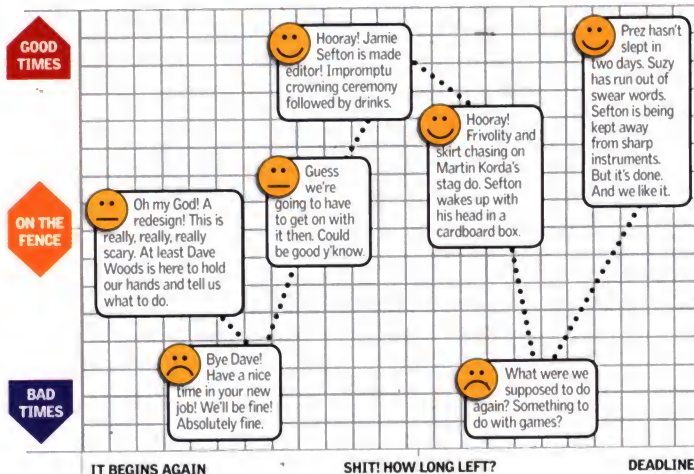 GOOD
TIMES
ON THE
FENCE
BAD
TIMES
Oh my God! A
redesign! This is
really, really, really
scary. At least Dave
Woods is here to hold
our hands and tell us
what to do.
Bye Dave!
Have a nice
time in your new
job! We'll be fine!
Absolutely fine.
Guess
we're
going to have
to get on with
it then. Could
be good y'know.
Hooray! Jamie
Sefton is made
editor! Impromptu
crowning ceremony
followed by drinks.
Hooray!
Frivolity and
skirt chasing on
Martin Korda's
stag do. Sefton
wakes up with
his head in a
cardboard box.
What were we
supposed to do
again? Something to
do with games?
Prez hasn't
slept in
two days. Suzy
has run out of
swear words.
Sefton is being
kept away
from sharp
instruments.
But it's done.
And we like it.
IT BEGINS AGAIN
SHIT! HOW LONG LEFT?
DEADLINE